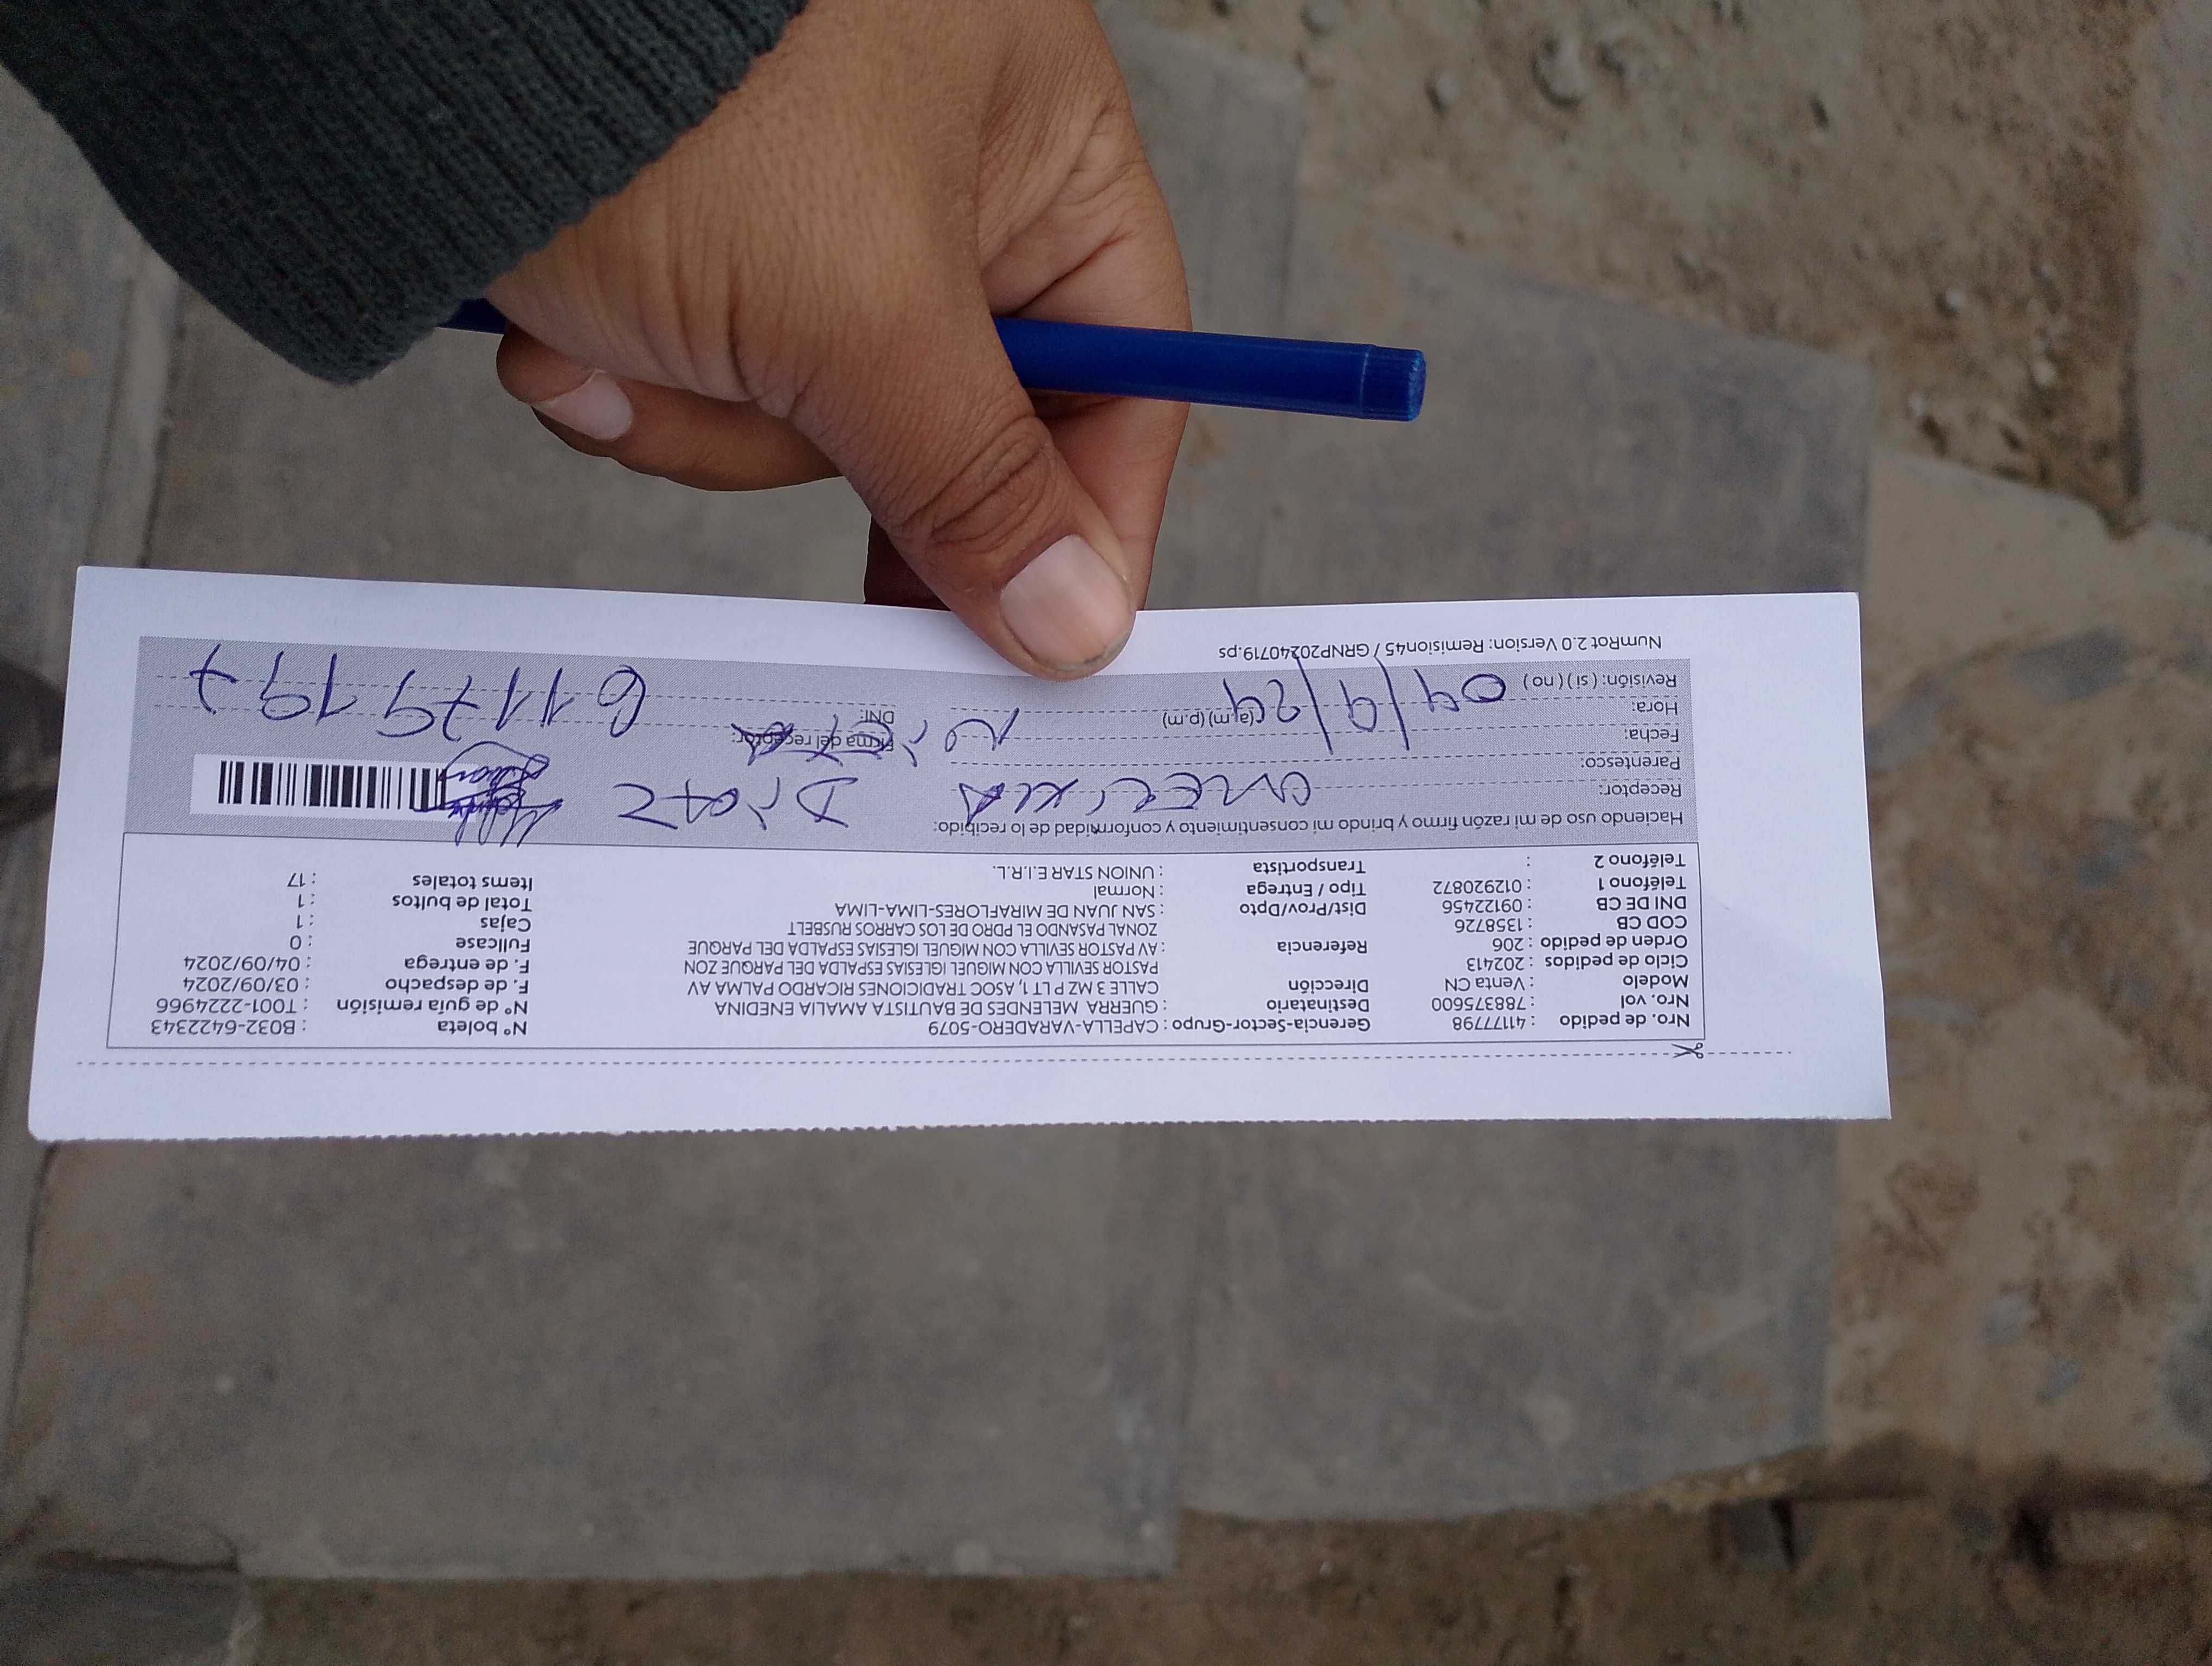 Nro. de pedido : 41177798 Gerencia-Sector-Grupo : CAPELLA-VARADERO-5079 N° boleta : B032-6422343
Nro. vol : 788375600 Destinatario : GUERRA MELENDES DE BAUTISTA AMALIA ENEDINA N° de guía remisión : T001-2224966
Modelo : Venta CN Dirección CALLE 3 MZ P LT 1, ASOC TRADICIONES RICARDO PALMA AV F. de despacho : 03/09/2024
Ciclo de pedidos : 202413 PASTOR SEVILLA CON MIGUEL IGLESIAS ESPALDA DEL PARQUE ZON F. de entrega : 04/09/2024
Orden de pedido : 206 Referencia : AV PASTOR SEVILLA CON MIGUEL IGLESIAS ESPALDA DEL PARQUE Fullcase : 0
COD CB : 1358726 ZONAL PASANDO EL PDRO DE LOS CARROS RUSBELT Cajas : 1
DNI DE CB : 09122456 Dist/Prov/Dpto : SAN JUAN DE MIRAFLORES-LIMA-LIMA Total de bultos : 1
Teléfono 1 : 012920872 Tipo / Entrega : Normal Items totales : 17
Teléfono 2 : Transportista : UNION STAR E.I.R.L.
Haciendo uso de mi razón firmo y brindo mi consentimiento y conformidad de lo recibido:
Receptor: Diaz
Parentesco: Nieta
Fecha: 04/9/24 Firma del receptor:
Hora: (a.m) (p.m) DNI: 61179197
Revisión: ( si ) ( no )
NumRot 2.0 Version: Remision45 / GRNP20240719.ps